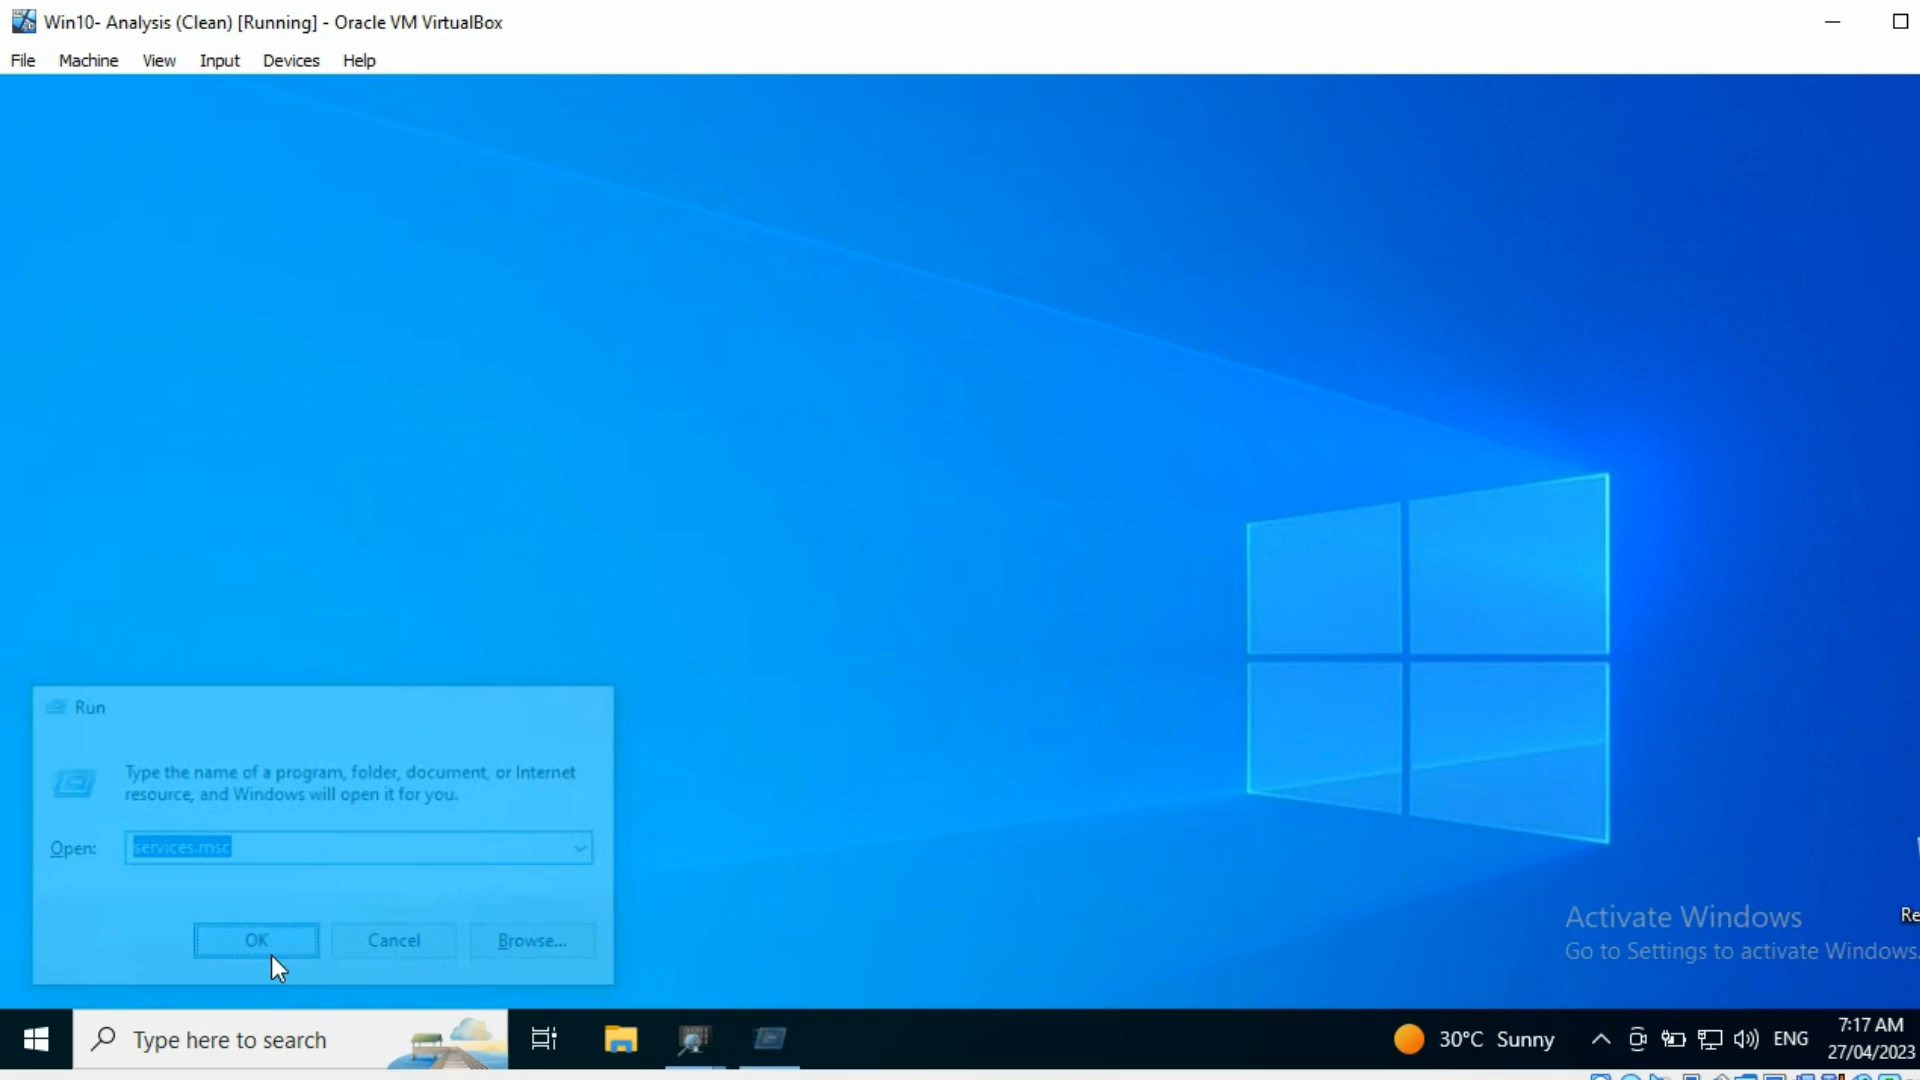 Win10- Analysis (Clean) [Running] - Oracle VM VirtualBox
File Machine View Input Devices Help
Run
Type the name of a program, folder, document, or Internet
resource, and Windows will open it for you.
Open: services.msc
OK Cancel Browse...
Activate Windows
Go to Settings to activate Windows.
Re
Type here to search
30°C Sunny
ENG
7:17 AM
27/04/2023